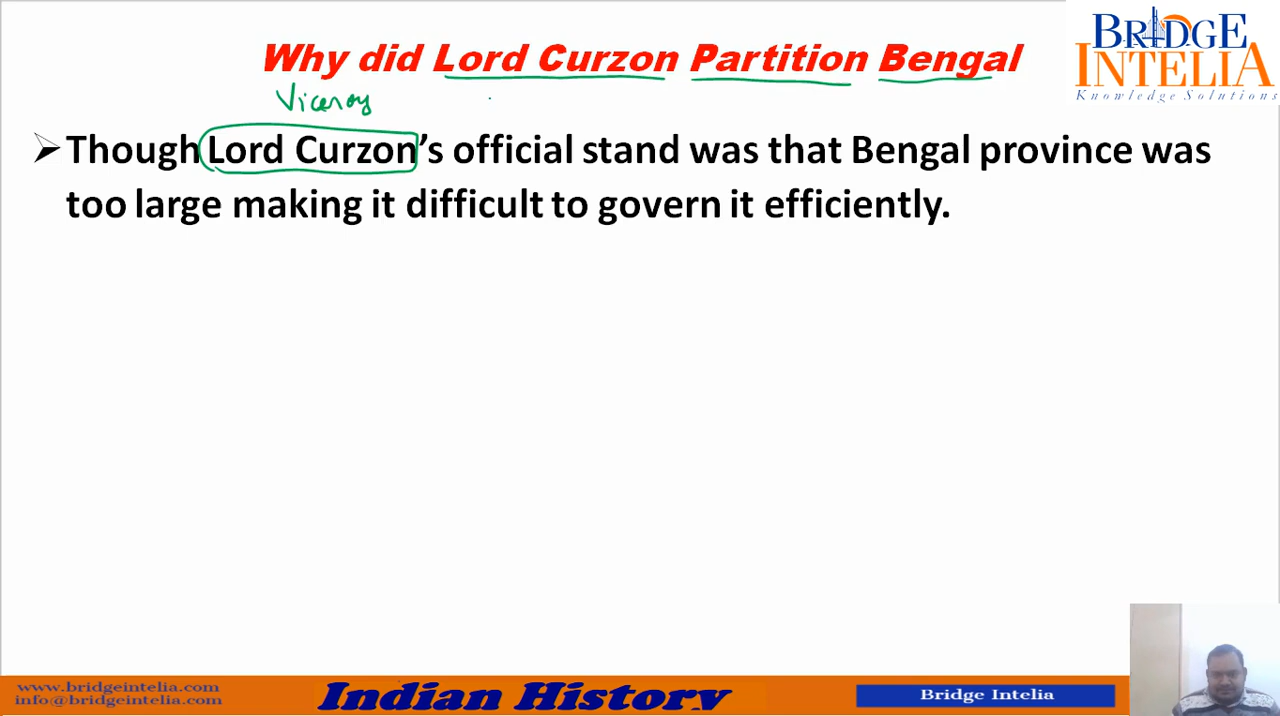 Why did Lord Curzon Partition Bengal
BRIDGE
INTELIA
Knowledge Solutions
Viceroy
Though Lord Curzon's official stand was that Bengal province was
too large making it difficult to govern it efficiently.
www.bridgeintelia.com
info@bridgeintelia.com
Indian History
Bridge Intelia